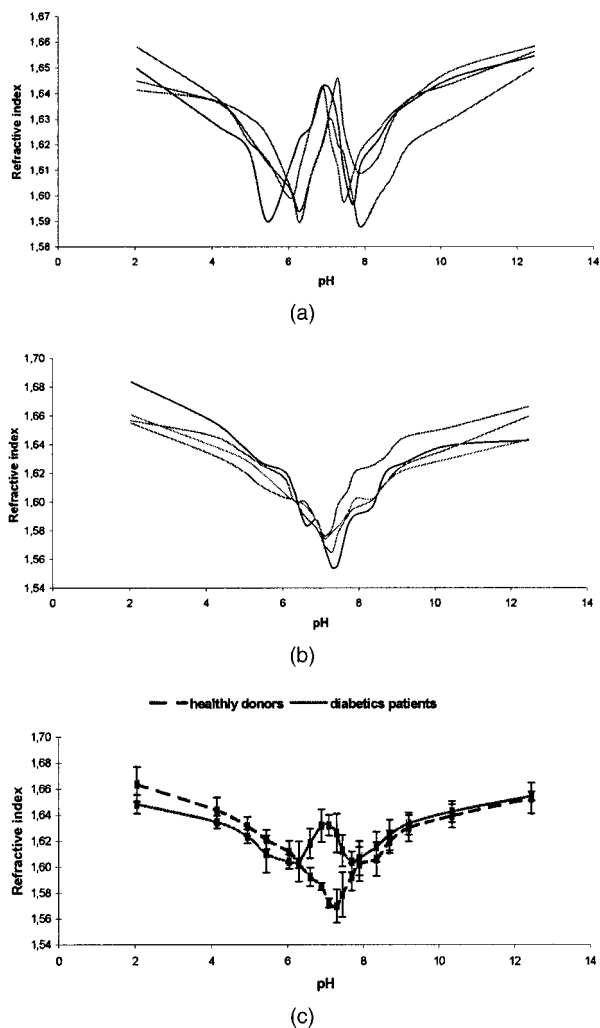 1,67
1,66
1,65
1,64
1,63
1,62
1,61
1,60
1,59
1,58
Refractive index
0 2 4 6 8 10 12 14
pH
(a)
1,70
1,68
1,66
1,64
1,62
1,60
1,58
1,56
1,54
Refractive index
0 2 4 6 8 10 12 14
pH
(b)
healthly donors diabetics patients
1,70
1,68
1,66
1,64
1,62
1,60
1,58
1,56
1,54
Refractive index
0 2 4 6 8 10 12 14
pH
(c)